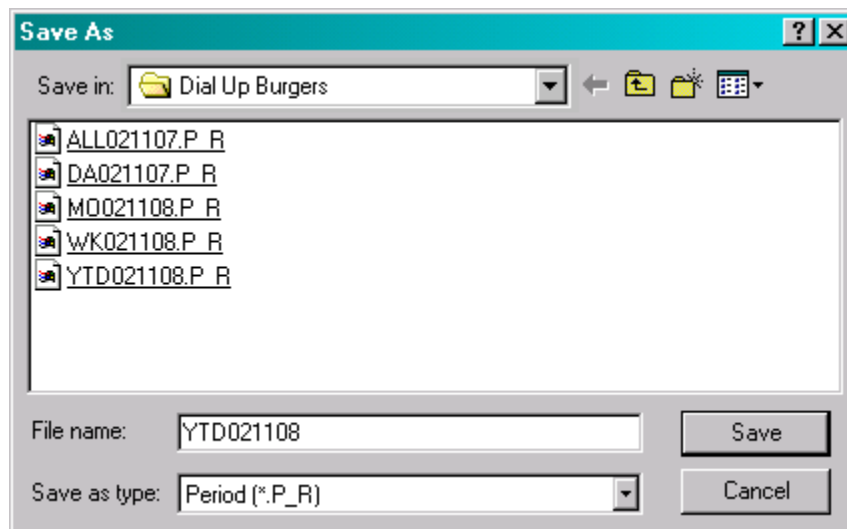 Save As
Save in: Dial Up Burgers
ALL021107.P_R
DA021107.P_R
MO021108.P_R
WK021108.P_R
YTD021108.P_R
File name: YTD021108 Save
Save as type: Period (*.P_R) Cancel